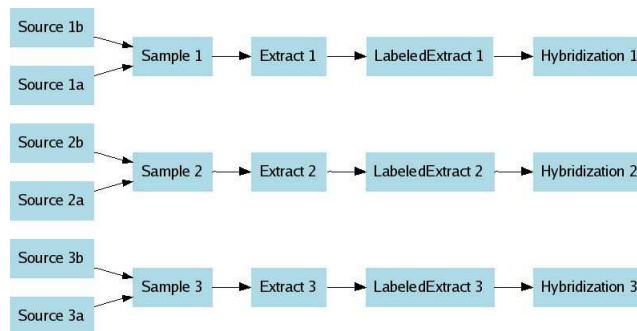 Source 1b
Sample 1
Extract 1
LabeledExtract 1
Hybridization 1
Source 1a
Source 2b
Sample 2
Extract 2
LabeledExtract 2
Hybridization 2
Source 2a
Source 3b
Sample 3
Extract 3
LabeledExtract 3
Hybridization 3
Source 3a